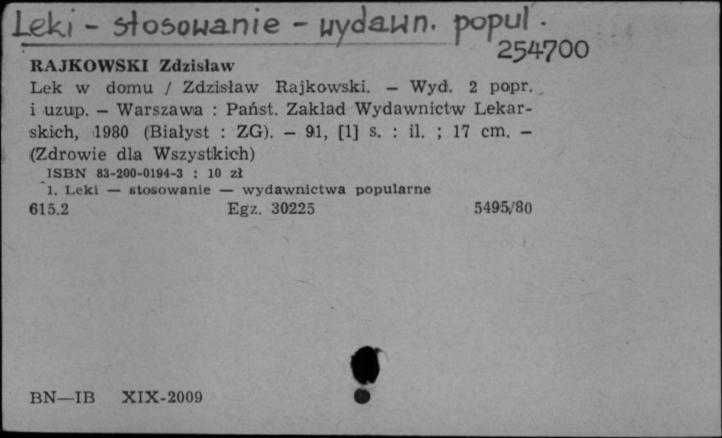 Leki - stosowanie - wydawn. popul.
254700
RAJKOWSKI Zdzisław
Lek w domu / Zdzisław Rajkowski. — Wyd. 2 popr.
i uzup. — Warszawa : Państ. Zakład Wydawnictw Lekar-
skich, 1980 (Białyst : ZG). — 91, [1] s. : il. ; 17 cm. —
(Zdrowie dla Wszystkich)
ISBN 83-200-0194-3 : 10 zł
1. Leki — stosowanie — wydawnictwa popularne
615.2 Egz. 30225 5495/80
BN—IB XIX-2009